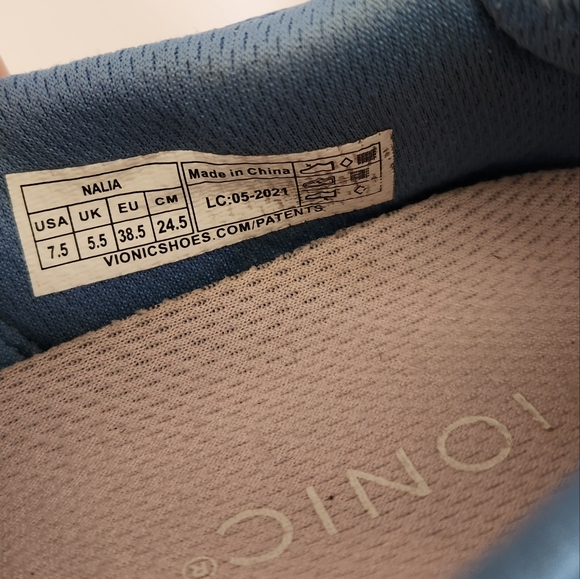 NALIA
USA UK EU CM
7.5 5.5 38.5 24.5
Made in China
LC:05-2021
VIONICSHOES.COM/PATENTS
IONIC®